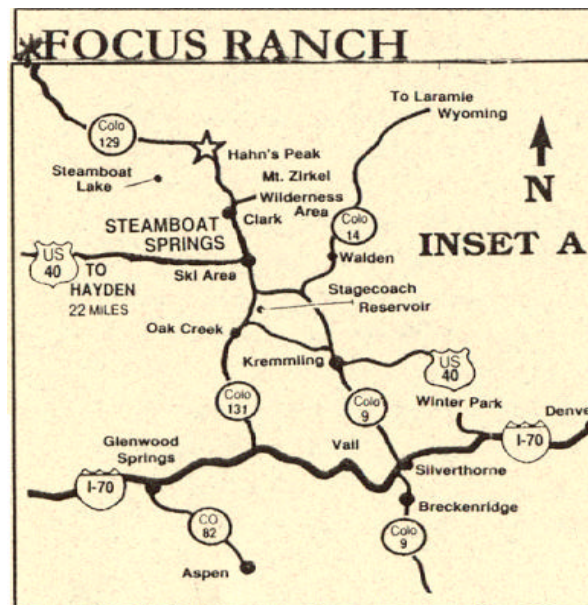 FOCUS RANCH
To Laramie
Wyoming
Colo
129
Hahn's Peak
Steamboat
Lake
Mt. Zirkel
Wilderness
Area
N
Clark
STEAMBOAT
SPRINGS
Colo
14
INSET A
US
40
TO
HAYDEN
22 MILES
Ski Area
Walden
Stagecoach
Reservoir
Oak Creek
Kremmling
US
40
Colo
131
Colo
9
Winter Park
Denve
I-70
Glenwood
Springs
Vail
Silverthorne
I-70
Breckenridge
CO
82
Colo
9
Aspen